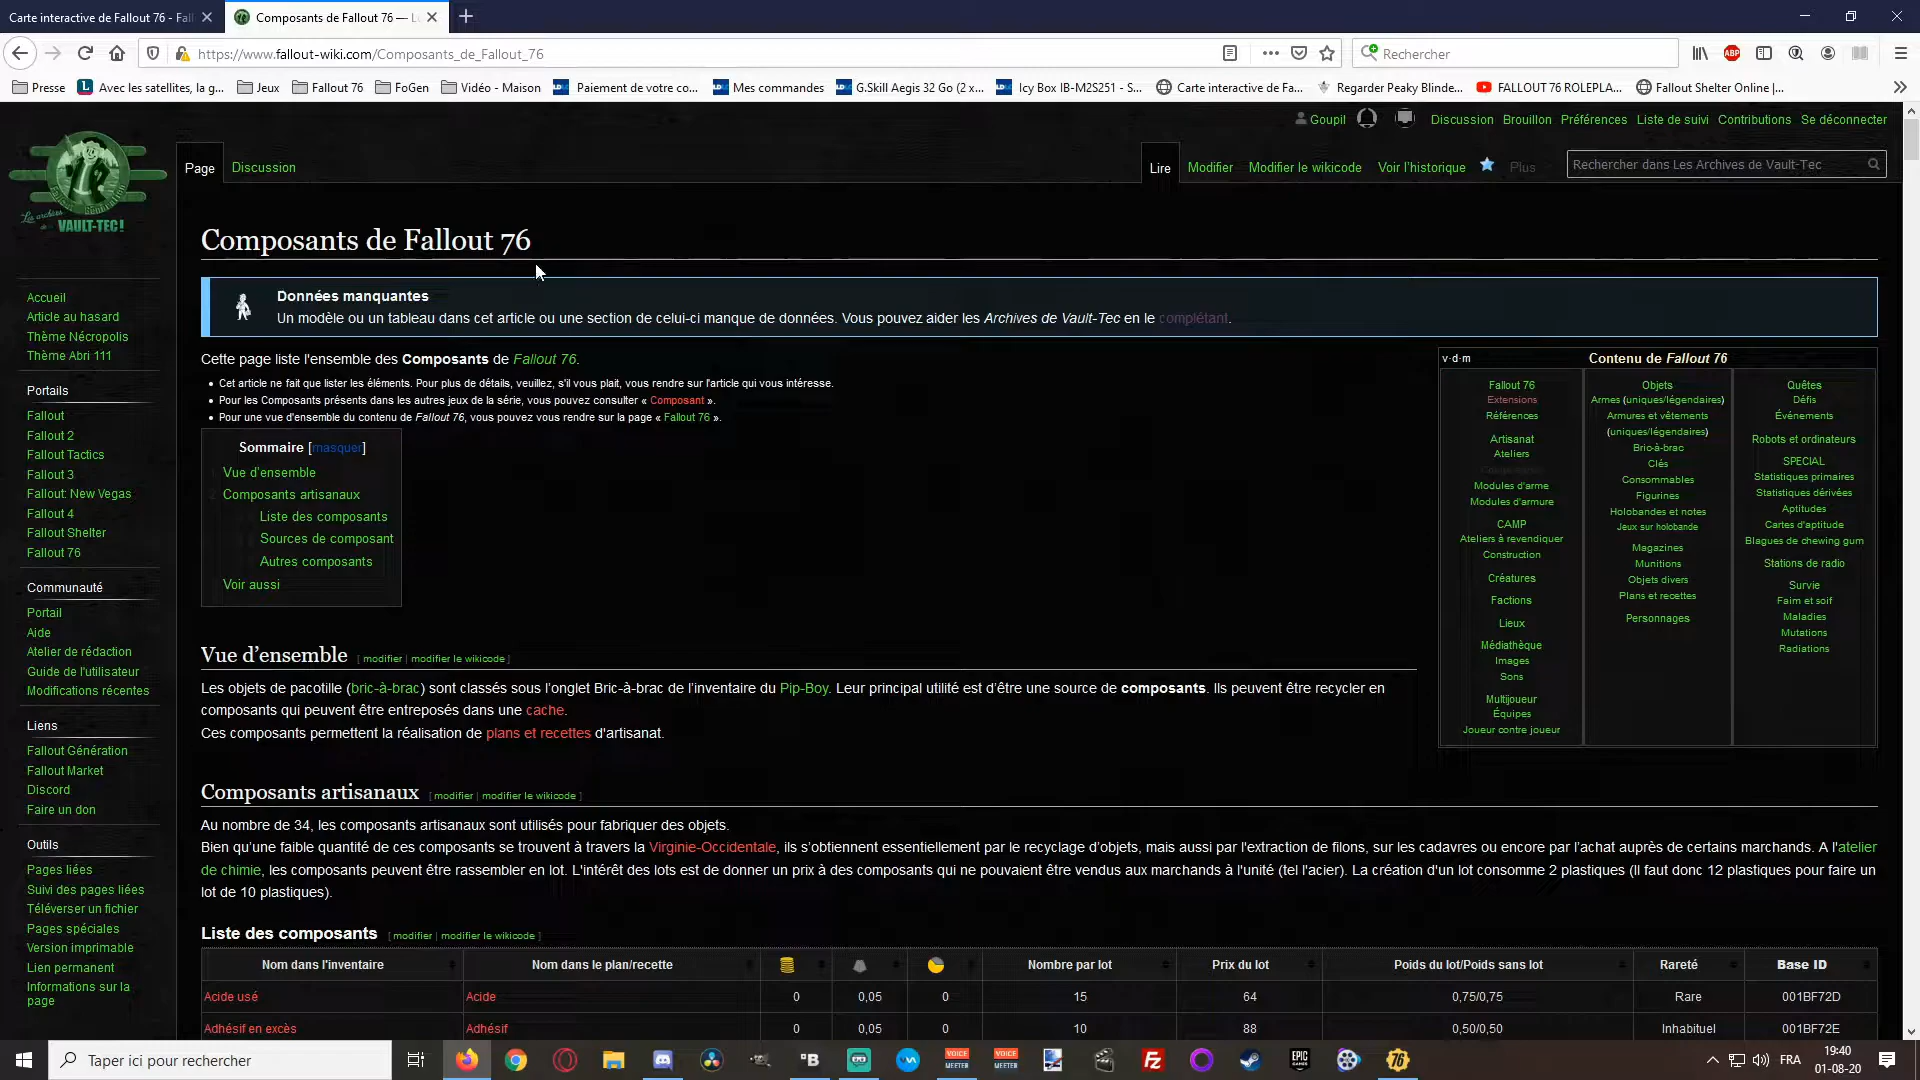 Carte interactive de Fallout 76 - Fal
Composants de Fallout 76 — L
https://www.fallout-wiki.com/Composants_de_Fallout_76
Rechercher
ABP
Presse
Avec les satellites, la g...
Jeux
Fallout 76
FoGen
Vidéo - Maison
Paiement de votre co...
Mes commandes
G.Skill Aegis 32 Go (2 x...
Icy Box IB-M2S251 - S...
Carte interactive de Fa...
Regarder Peaky Blinde...
FALLOUT 76 ROLEPLA...
Fallout Shelter Online |...
Goupil
Discussion
Brouillon
Préférences
Liste de suivi
Contributions
Se déconnecter
Les archives de
VAULT-TEC!
Page
Discussion
Lire
Modifier
Modifier le wikicode
Voir l'historique
Plus
Rechercher dans Les Archives de Vault-Tec
Accueil
Article au hasard
Thème Nécropolis
Thème Abri 111
Portails
Fallout
Fallout 2
Fallout Tactics
Fallout 3
Fallout: New Vegas
Fallout 4
Fallout Shelter
Fallout 76
Communauté
Portail
Aide
Atelier de rédaction
Guide de l'utilisateur
Modifications récentes
Liens
Fallout Génération
Fallout Market
Discord
Faire un don
Outils
Pages liées
Suivi des pages liées
Téléverser un fichier
Pages spéciales
Version imprimable
Lien permanent
Informations sur la
page
Composants de Fallout 76
Données manquantes
Un modèle ou un tableau dans cet article ou une section de celui-ci manque de données. Vous pouvez aider les Archives de Vault-Tec en le complétant.
Cette page liste l'ensemble des Composants de Fallout 76.
• Cet article ne fait que lister les éléments. Pour plus de détails, veuillez, s'il vous plait, vous rendre sur l'article qui vous intéresse.
• Pour les Composants présents dans les autres jeux de la série, vous pouvez consulter « Composant ».
• Pour une vue d'ensemble du contenu de Fallout 76, vous pouvez vous rendre sur la page « Fallout 76 ».
Sommaire [masquer]
Vue d'ensemble
Composants artisanaux
Liste des composants
Sources de composant
Autres composants
Voir aussi
v·d·m
Contenu de Fallout 76
Fallout 76
Extensions
Références
Artisanat
Ateliers
Modules d'arme
Modules d'armure
CAMP
Ateliers à revendiquer
Construction
Créatures
Factions
Lieux
Médiathèque
Images
Sons
Multijoueur
Équipes
Joueur contre joueur
Objets
Armes (uniques/légendaires)
Armures et vêtements
(uniques/légendaires)
Bric-à-brac
Clés
Consommables
Figurines
Holobandes et notes
Jeux sur holobande
Magazines
Munitions
Objets divers
Plans et recettes
Personnages
Quêtes
Défis
Événements
Robots et ordinateurs
SPECIAL
Statistiques primaires
Statistiques dérivées
Aptitudes
Cartes d'aptitude
Blagues de chewing gum
Stations de radio
Survie
Faim et soif
Maladies
Mutations
Radiations
Vue d'ensemble [ modifier | modifier le wikicode ]
Les objets de pacotille (bric-à-brac) sont classés sous l'onglet Bric-à-brac de l'inventaire du Pip-Boy. Leur principal utilité est d'être une source de composants. Ils peuvent être recycler en
composants qui peuvent être entreposés dans une cache.
Ces composants permettent la réalisation de plans et recettes d'artisanat.
Composants artisanaux [ modifier | modifier le wikicode ]
Au nombre de 34, les composants artisanaux sont utilisés pour fabriquer des objets.
Bien qu'une faible quantité de ces composants se trouvent à travers la Virginie-Occidentale, ils s'obtiennent essentiellement par le recyclage d'objets, mais aussi par l'extraction de filons, sur les cadavres ou encore par l'achat auprès de certains marchands. A l'atelier
de chimie, les composants peuvent être rassembler en lot. L'intérêt des lots est de donner un prix à des composants qui ne pouvaient être vendus aux marchands à l'unité (tel l'acier). La création d'un lot consomme 2 plastiques (Il faut donc 12 plastiques pour faire un
lot de 10 plastiques).
Liste des composants [ modifier | modifier le wikicode ]
Nom dans l'inventaire
Nom dans le plan/recette
Nombre par lot
Prix du lot
Poids du lot/Poids sans lot
Rareté
Base ID
Acide usé
Acide
0
0,05
0
15
64
0,75/0,75
Rare
001BF72D
Adhésif en excès
Adhésif
0
0,05
0
10
88
0,50/0,50
Inhabituel
001BF72E
Taper ici pour rechercher
B
VOICE
MEETER
VOICE
MEETER
FZ
EPIC
GAMES
76
FRA
19:40
01-08-20